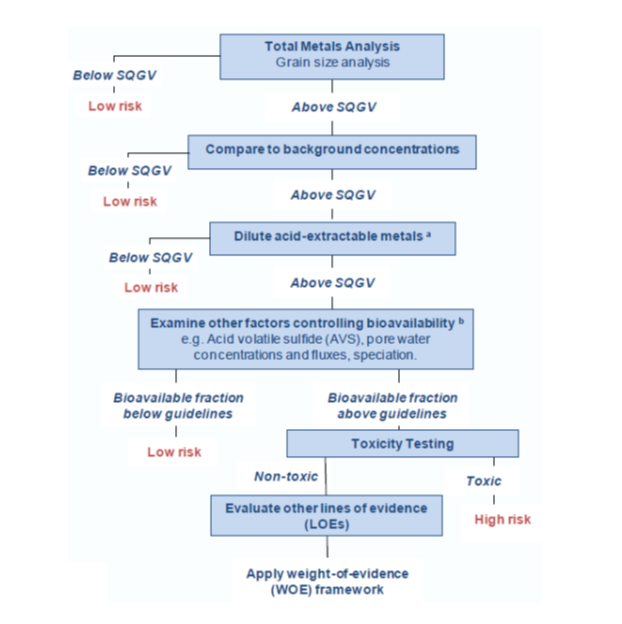 Total Metals Analysis
Grain size analysis
Below SQGV
Low risk
Above SQGV
Compare to background concentrations
Below SQGV
Low risk
Above SQGV
Dilute acid-extractable metals ᵃ
Below SQGV
Low risk
Above SQGV
Examine other factors controlling bioavailability ᵇ
e.g. Acid volatile sulfide (AVS), pore water
concentrations and fluxes, speciation.
Bioavailable fraction
below guidelines
Low risk
Bioavailable fraction
above guidelines
Toxicity Testing
Non-toxic
Toxic
High risk
Evaluate other lines of evidence
(LOEs)
Apply weight-of-evidence
(WOE) framework